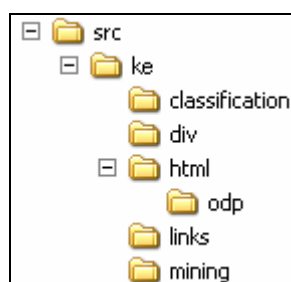 src
ke
classification
div
html
odp
links
mining